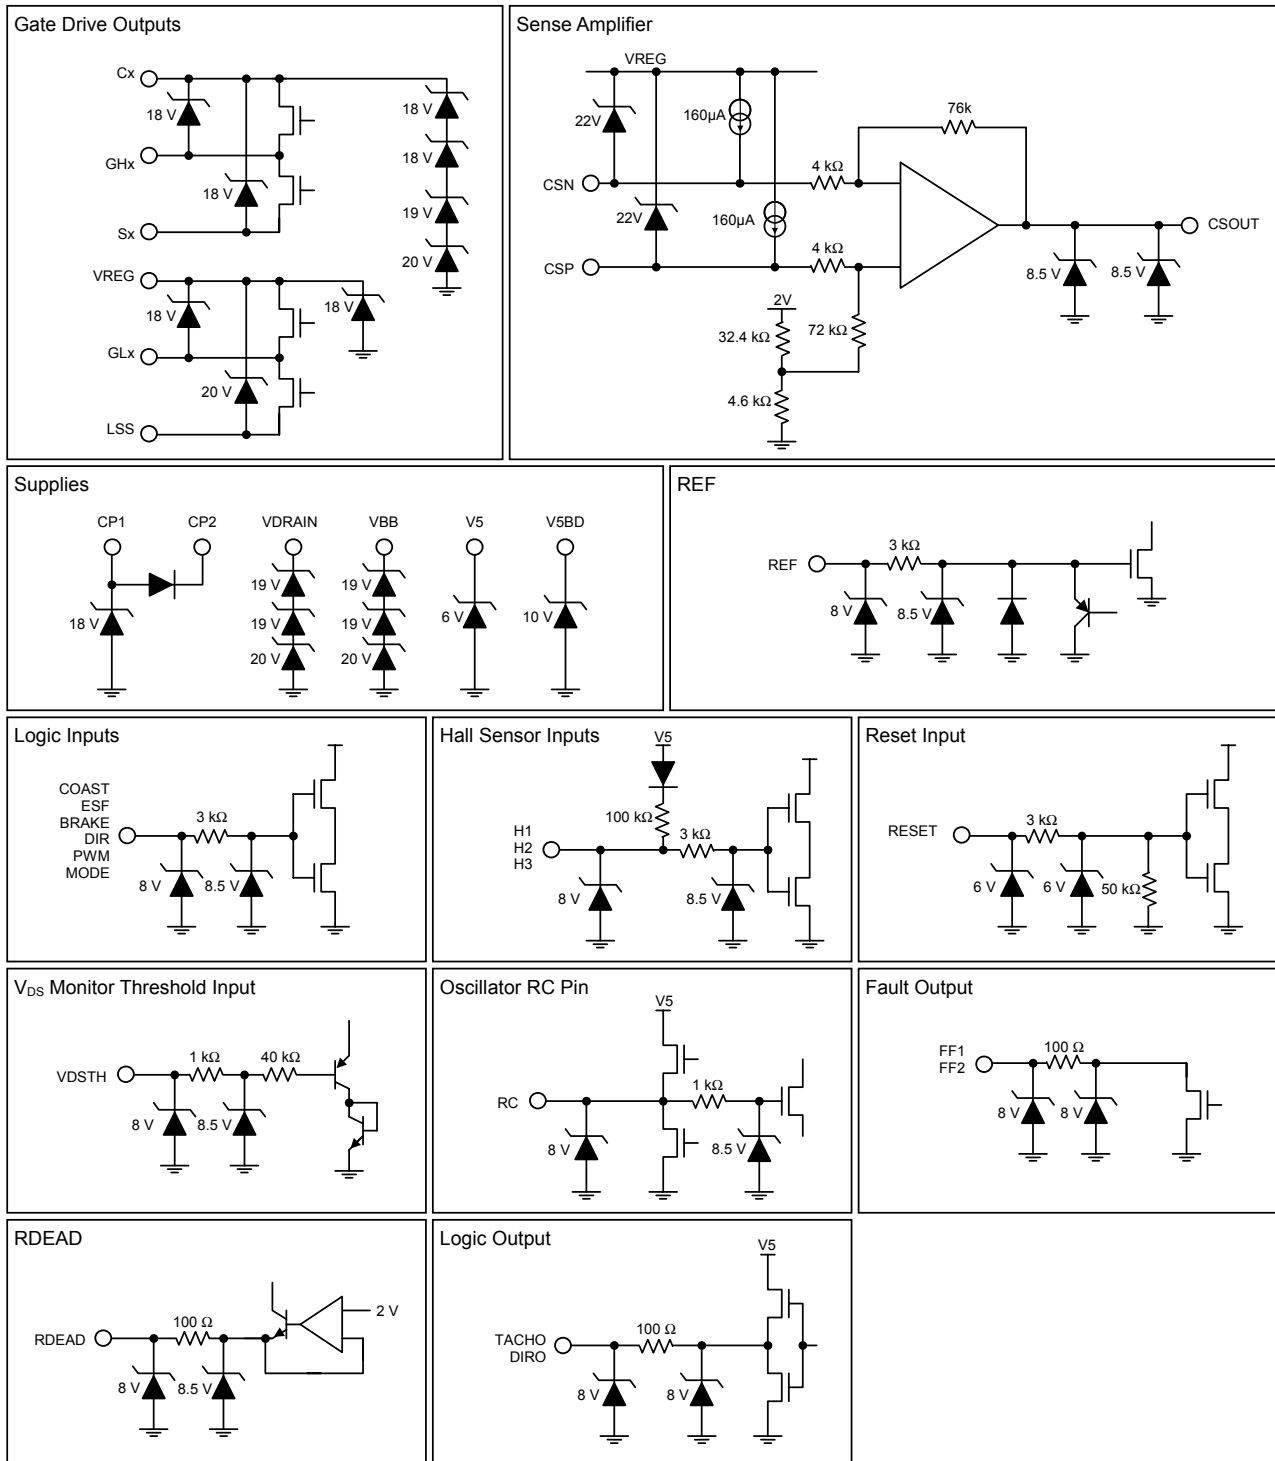 Gate Drive Outputs
Cx
18 V
GHx
18 V
Sx
18 V
18 V
19 V
20 V
VREG
18 V
18 V
GLx
20 V
LSS
Sense Amplifier
VREG
22V
160µA
76k
4 kΩ
CSN
22V
160µA
CSOUT
4 kΩ
CSP
8.5 V
8.5 V
2V
32.4 kΩ
72 kΩ
4.6 kΩ
Supplies
CP1
CP2
VDRAIN
VBB
V5
V5BD
18 V
19 V
19 V
20 V
19 V
19 V
20 V
6 V
10 V
REF
3 kΩ
REF
8 V
8.5 V
Logic Inputs
COAST
ESF
BRAKE
DIR
PWM
MODE
3 kΩ
8 V
8.5 V
Hall Sensor Inputs
V5
100 kΩ
3 kΩ
H1
H2
H3
8 V
8.5 V
Reset Input
3 kΩ
RESET
6 V
6 V
50 kΩ
VDS Monitor Threshold Input
1 kΩ
40 kΩ
VDSTH
8 V
8.5 V
Oscillator RC Pin
V5
1 kΩ
RC
8 V
8.5 V
Fault Output
FF1
FF2
100 Ω
8 V
8 V
RDEAD
2 V
100 Ω
RDEAD
8 V
8.5 V
Logic Output
V5
TACHO
DIRO
100 Ω
8 V
8 V